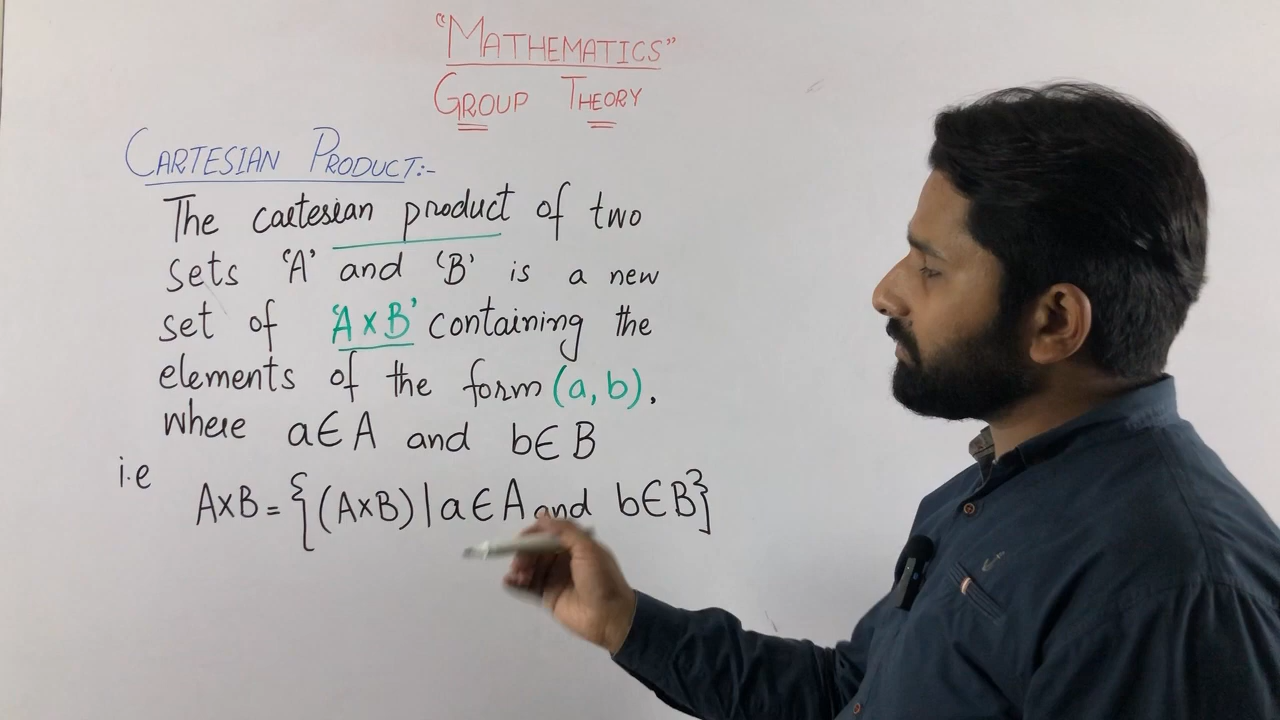 "MATHEMATICS"
GROUP THEORY
CARTESIAN PRODUCT:-
The cartesian product of two
sets 'A' and 'B' is a new
set of 'A×B' containing the
elements of the form (a, b),
where a∈A and b∈B
i.e
A×B = {(A×B) | a∈A and b∈B}